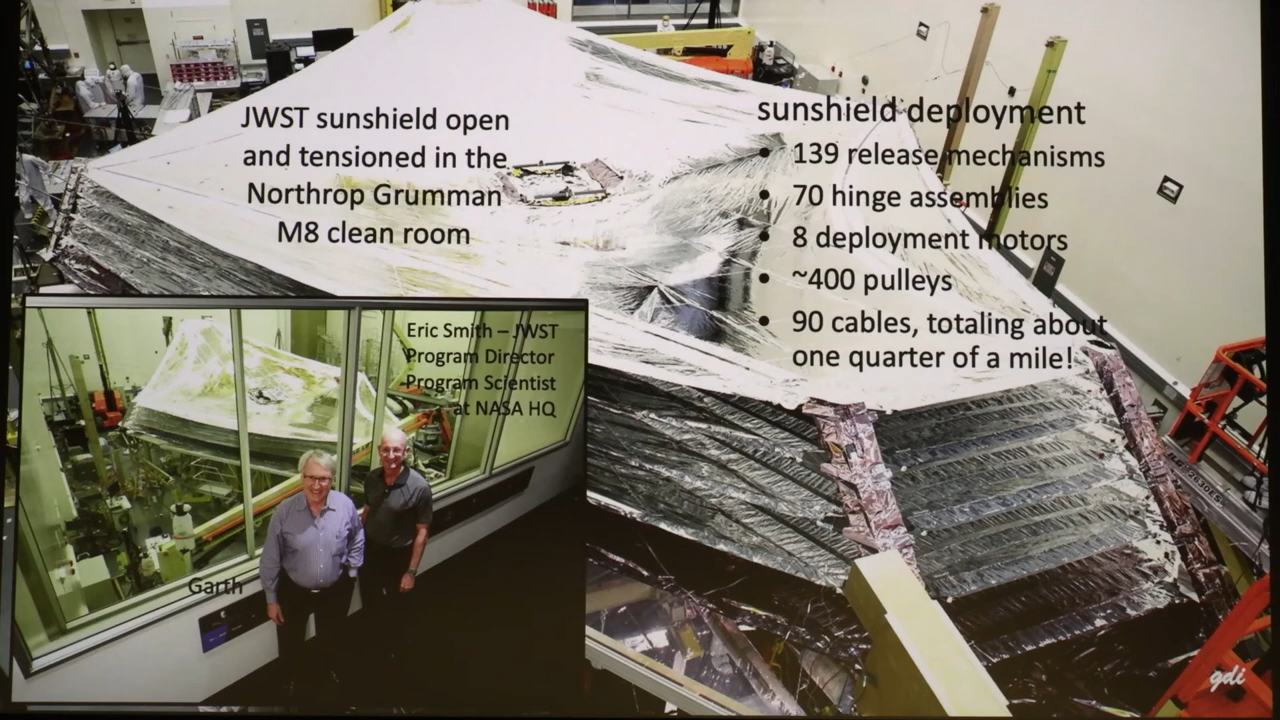 JWST sunshield open
and tensioned in the
Northrop Grumman
M8 clean room
sunshield deployment
• 139 release mechanisms
• 70 hinge assemblies
• 8 deployment motors
• ~400 pulleys
• 90 cables, totaling about
one quarter of a mile!
Eric Smith – JWST
Program Director
Program Scientist
at NASA HQ
Garth
gdi